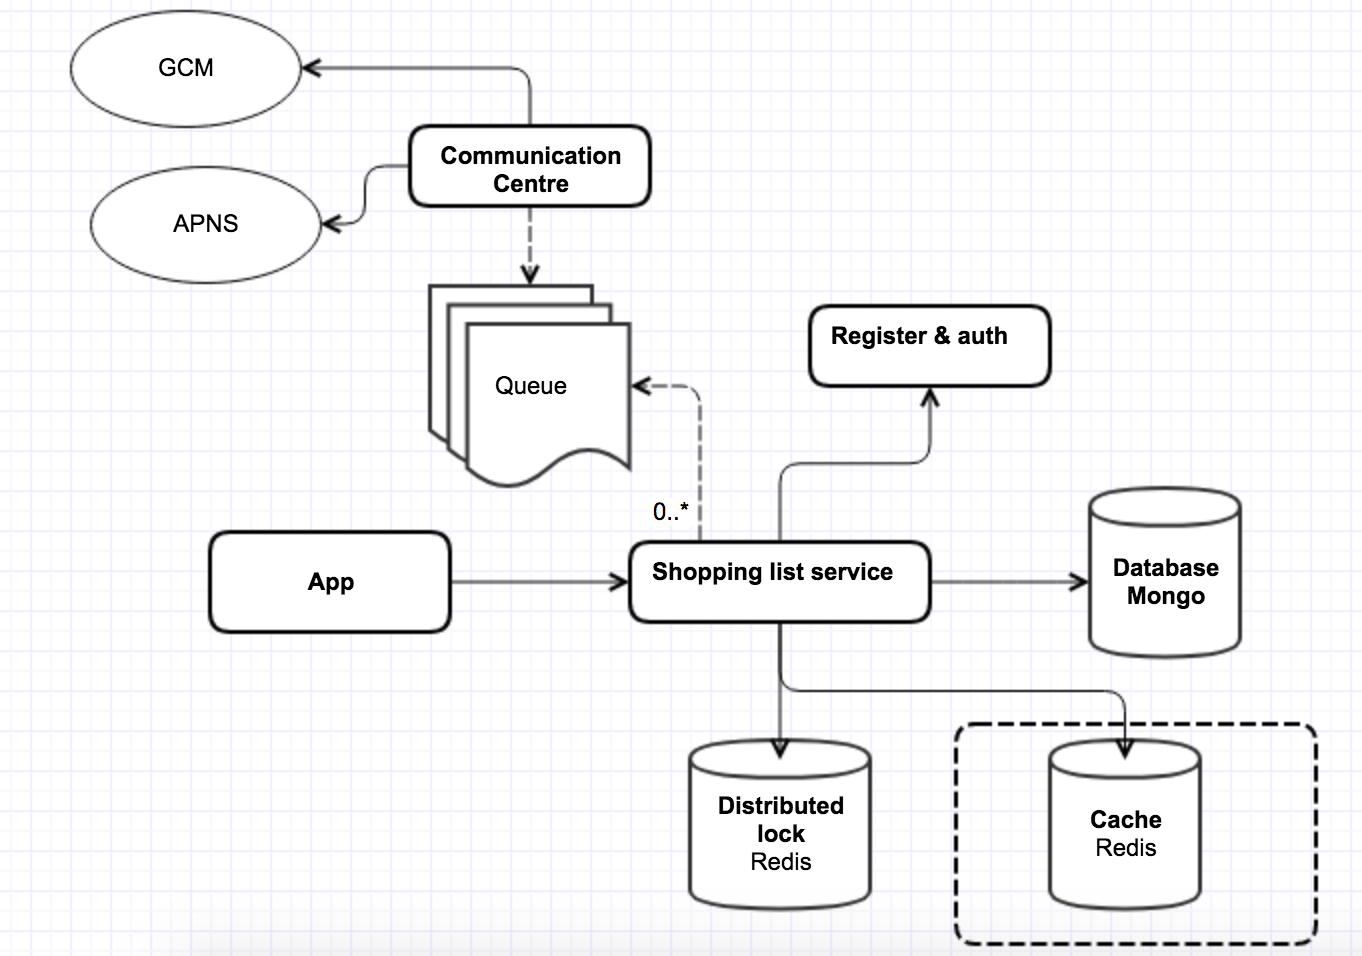 GCM
Communication
Centre
APNS
Register & auth
Queue
0..*
App
Shopping list service
Database
Mongo
Distributed
lock
Redis
Cache
Redis